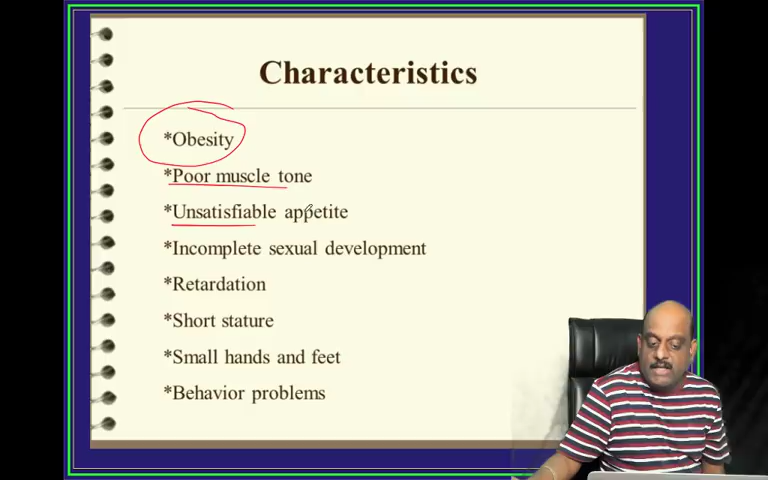 Characteristics
*Obesity
*Poor muscle tone
*Unsatisfiable appetite
*Incomplete sexual development
*Retardation
*Short stature
*Small hands and feet
*Behavior problems